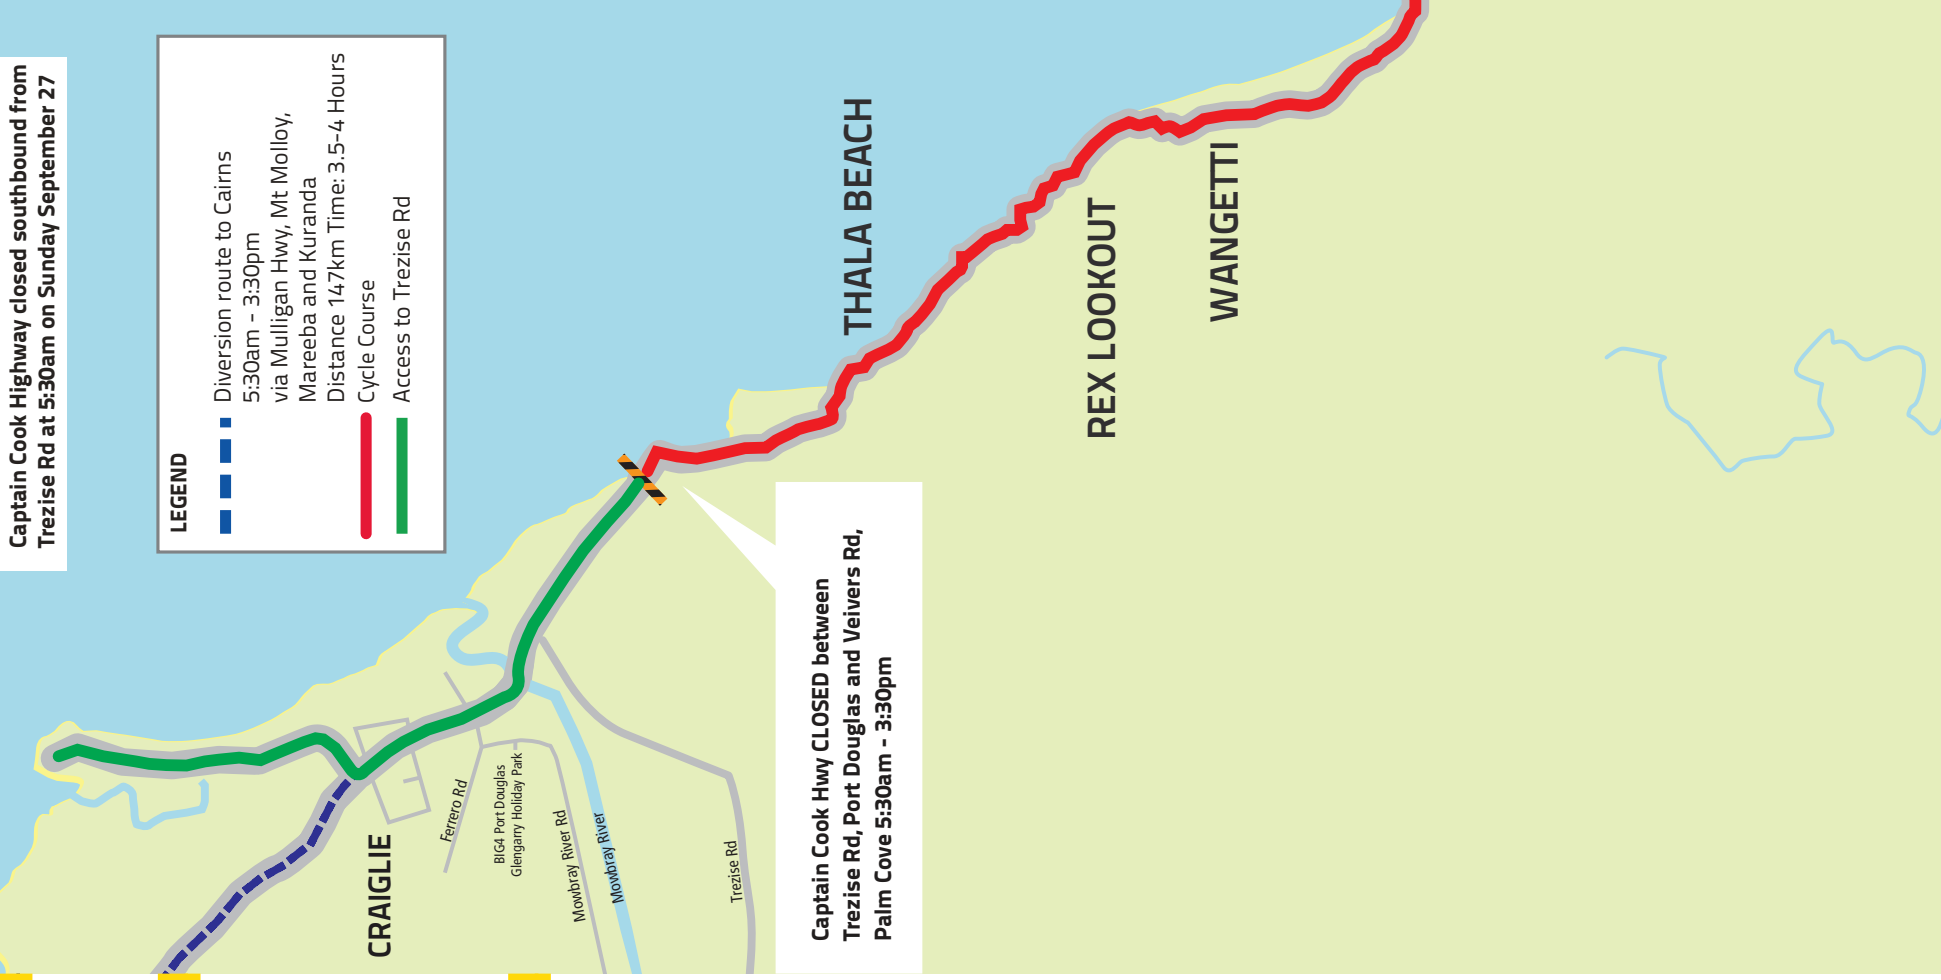 Captain Cook Highway closed southbound from
Trezise Rd at 5:30am on Sunday September 27
LEGEND
Diversion route to Cairns
5:30am - 3:30pm
via Mulligan Hwy, Mt Molloy,
Mareeba and Kuranda
Distance 147km Time: 3.5-4 Hours
Cycle Course
Access to Trezise Rd
THALA BEACH
REX LOOKOUT
WANGETTI
CRAIGLIE
Ferrero Rd
BIG4 Port Douglas
Glengarry Holiday Park
Mowbray River Rd
Mowbray River
Trezise Rd
Captain Cook Hwy CLOSED between
Trezise Rd, Port Douglas and Veivers Rd,
Palm Cove 5:30am - 3:30pm